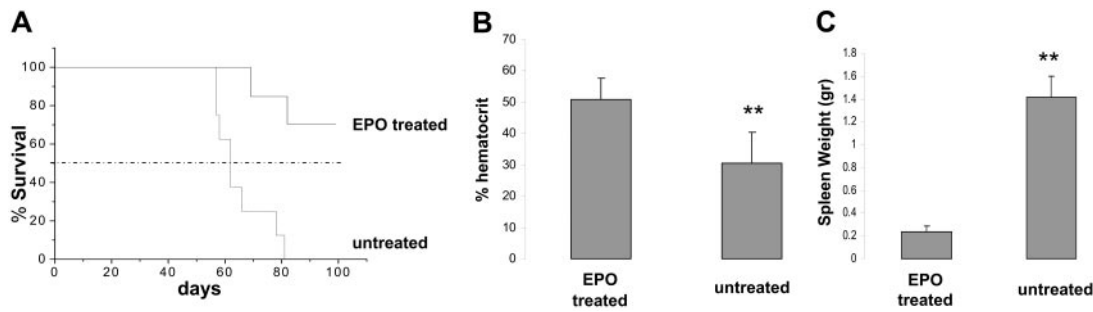 A
% Survival
100
80
60
40
20
0
EPO treated
untreated
0 20 40 60 80 100
days
B
% hematocrit
70
60
50
40
30
20
10
0
**
EPO
treated
untreated
C
Spleen Weight (gr)
1.8
1.6
1.4
1.2
1
0.8
0.6
0.4
0.2
0
**
EPO
treated
untreated